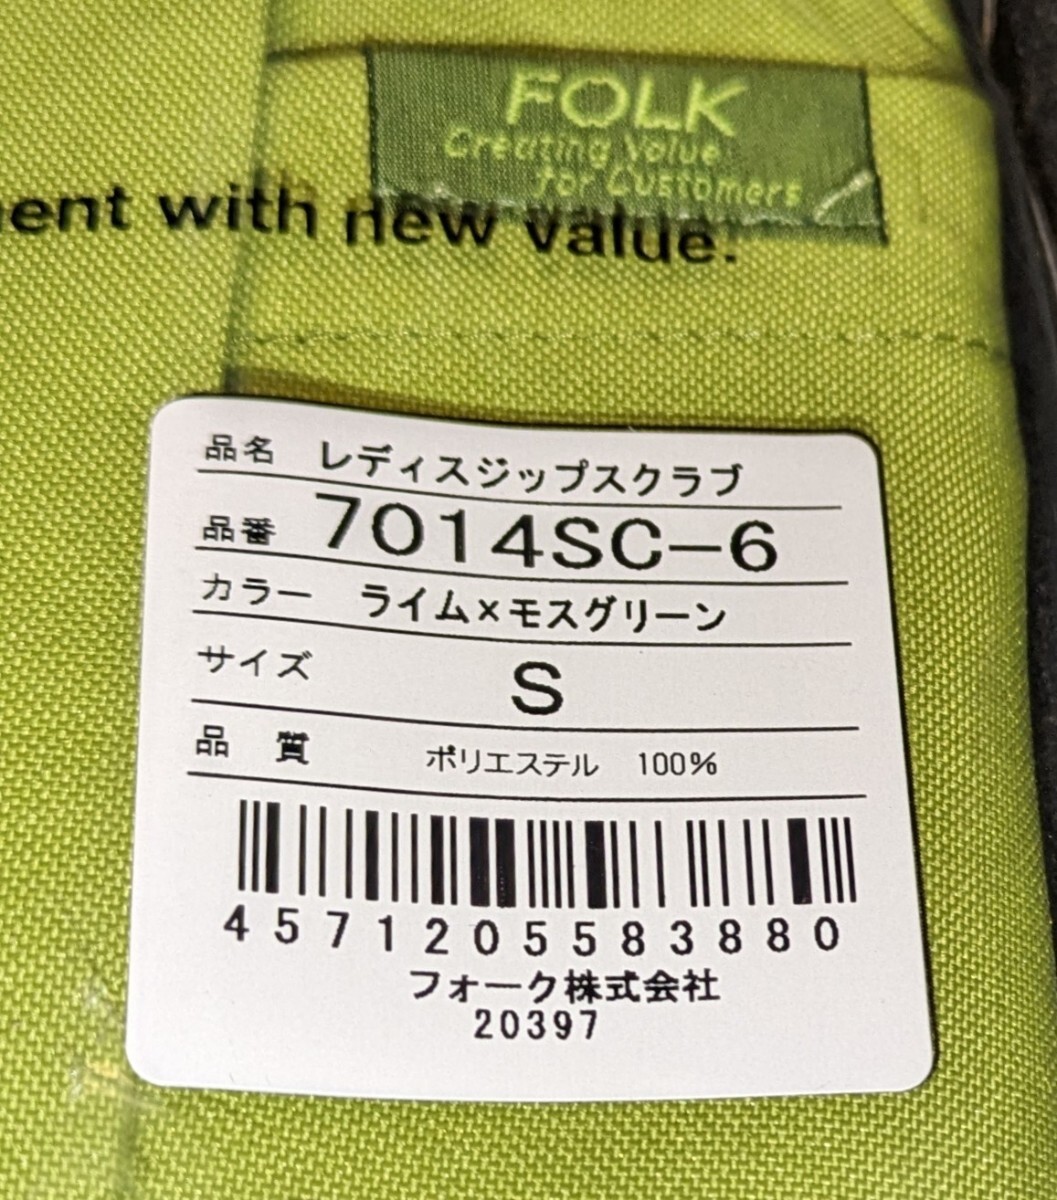 FOLK
Creating Value
for Customers
ent with new value.
品名 レディスジップスクラブ
品番 7014SC-6
カラー ライム×モスグリーン
サイズ S
品 質 ポリエステル 100%
4571205583880
フォーク株式会社
20397